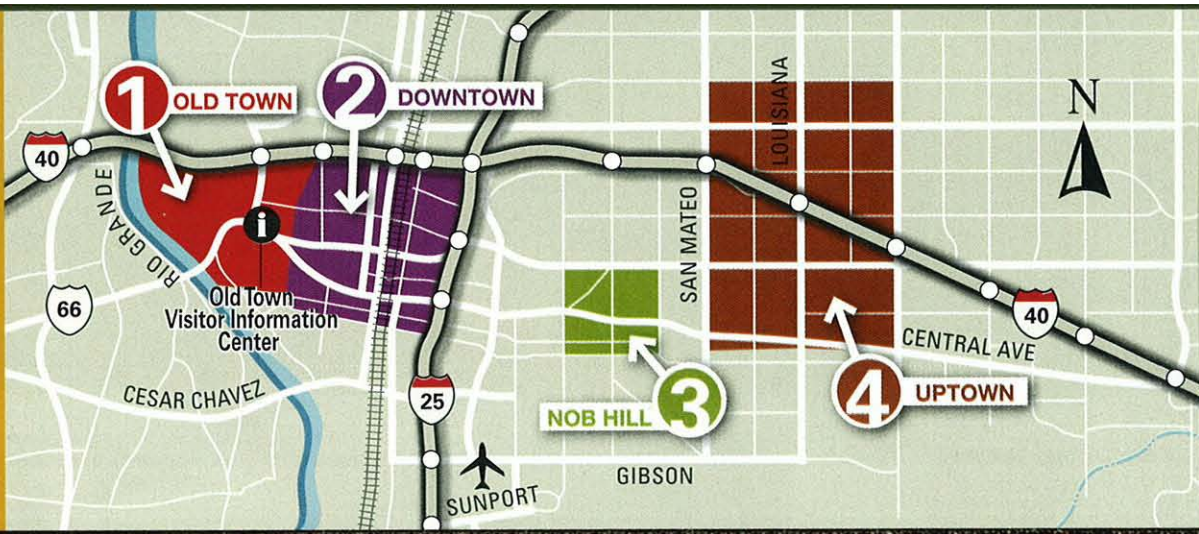 1 OLD TOWN
2 DOWNTOWN
LOUISIANA
N
40
RIO GRANDE
i
SAN MATEO
66
Old Town
Visitor Information
Center
40
CENTRAL AVE
CESAR CHAVEZ
25
NOB HILL 3
4 UPTOWN
SUNPORT
GIBSON